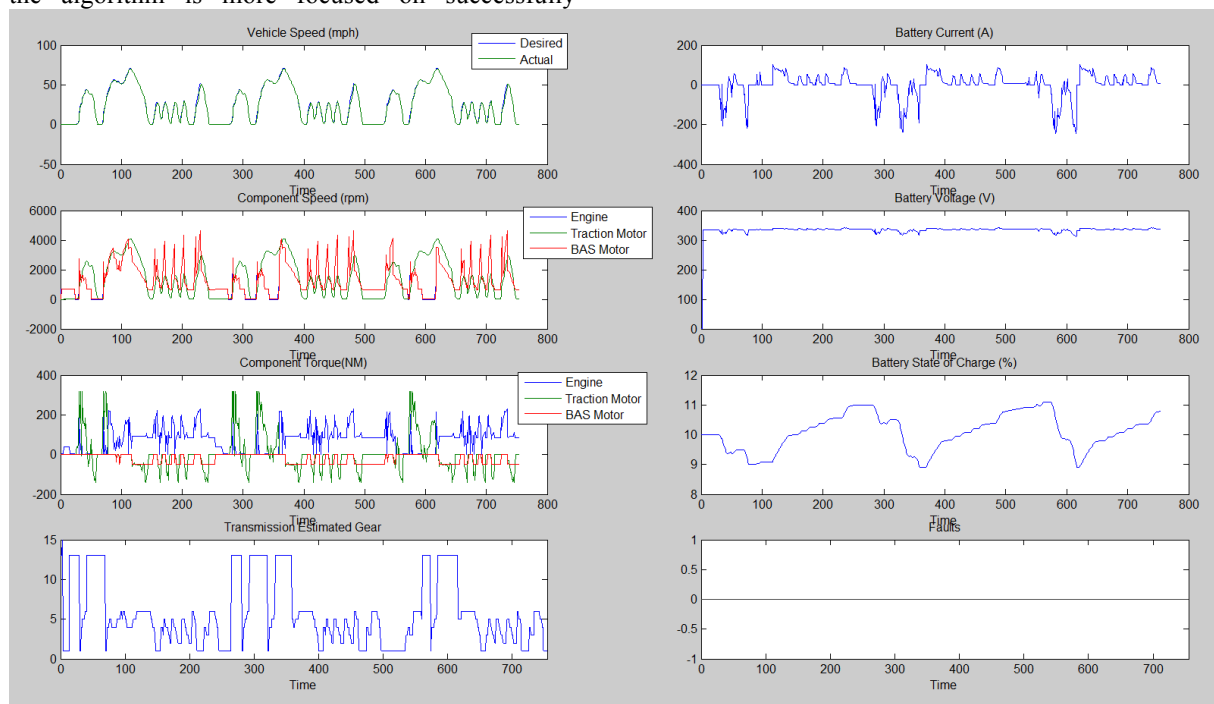 the algorithm is more focused on successfully
Vehicle Speed (mph)
100
50
0
-50
0 100 200 300 400 500 600 700 800
Time
Desired
Actual
Battery Current (A)
200
0
-200
-400
0 100 200 300 400 500 600 700 800
Time
Component Speed (rpm)
6000
4000
2000
0
-2000
0 100 200 300 400 500 600 700 800
Time
Engine
Traction Motor
BAS Motor
Battery Voltage (V)
400
300
200
100
0
0 100 200 300 400 500 600 700 800
Time
Component Torque(NM)
400
200
0
-200
0 100 200 300 400 500 600 700 800
Time
Engine
Traction Motor
BAS Motor
Battery State of Charge (%)
12
11
10
9
8
0 100 200 300 400 500 600 700 800
Time
Transmission Estimated Gear
15
10
5
0
0 100 200 300 400 500 600 700
Time
Faults
1
0.5
0
-0.5
-1
0 100 200 300 400 500 600 700
Time